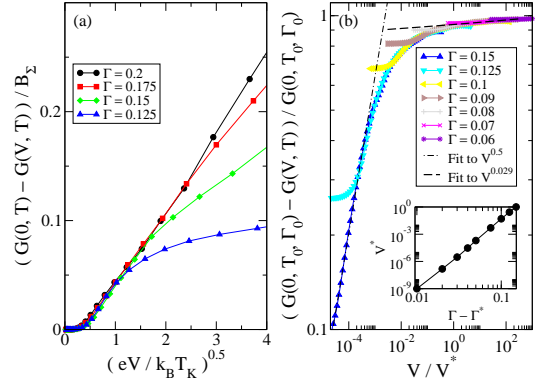 (a)
( G(0, T) − G(V, T) ) / B_Σ
0.2
0.1
0.00
0
1
2
3
4
Γ = 0.2
Γ = 0.175
Γ = 0.15
Γ = 0.125
( eV / k_B T_K )^0.5
(b)
( G(0, T_0, Γ_0) − G(V, T) ) / G(0, T_0, Γ_0)
1
0.1
10^-4
10^-2
10^0
10^2
Γ = 0.15
Γ = 0.125
Γ = 0.1
Γ = 0.09
Γ = 0.08
Γ = 0.07
Γ = 0.06
Fit to V^0.5
Fit to V^0.029
V / V^*
V^*
10^0
10^-3
10^-6
10^-9
0.01
0.1
Γ − Γ^*